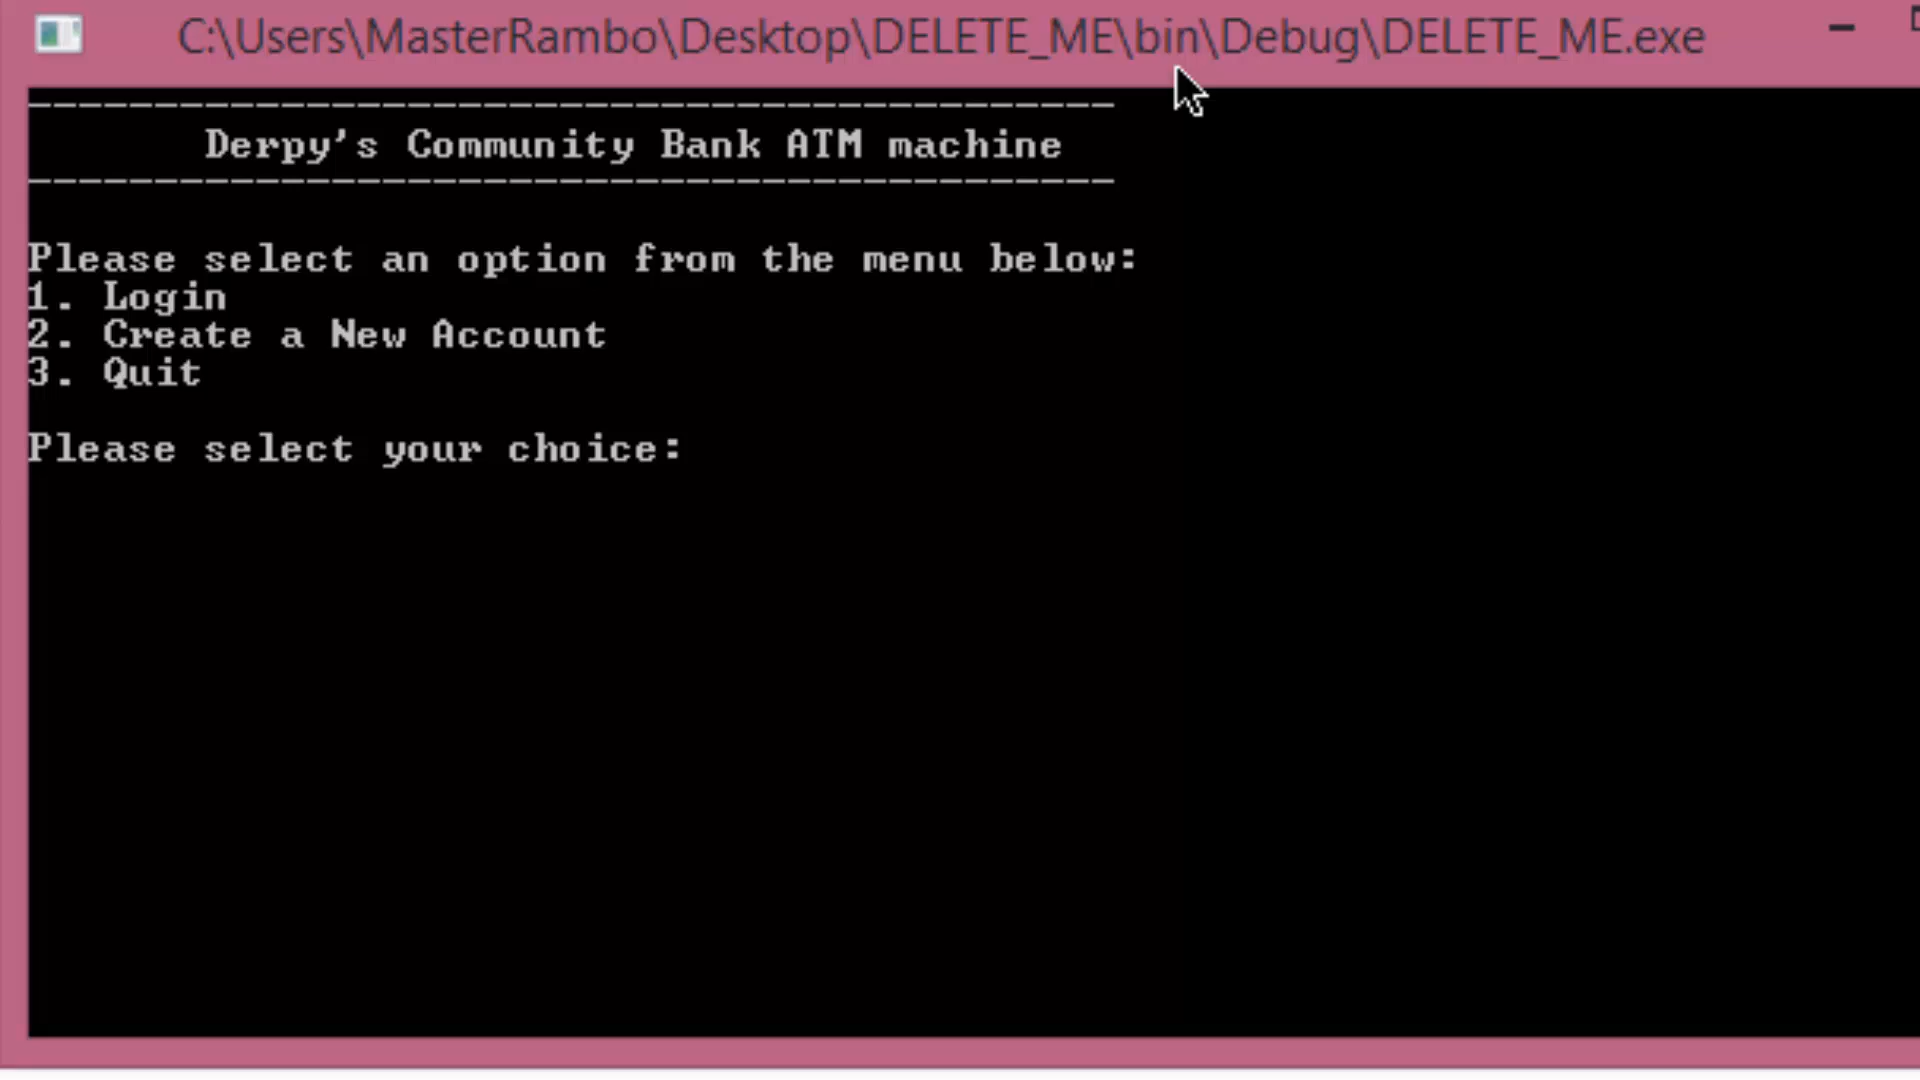 C:\Users\MasterRambo\Desktop\DELETE_ME\bin\Debug\DELETE_ME.exe
-------------------------------------------
Derpy's Community Bank ATM machine
-------------------------------------------
Please select an option from the menu below:
1. Login
2. Create a New Account
3. Quit
Please select your choice: